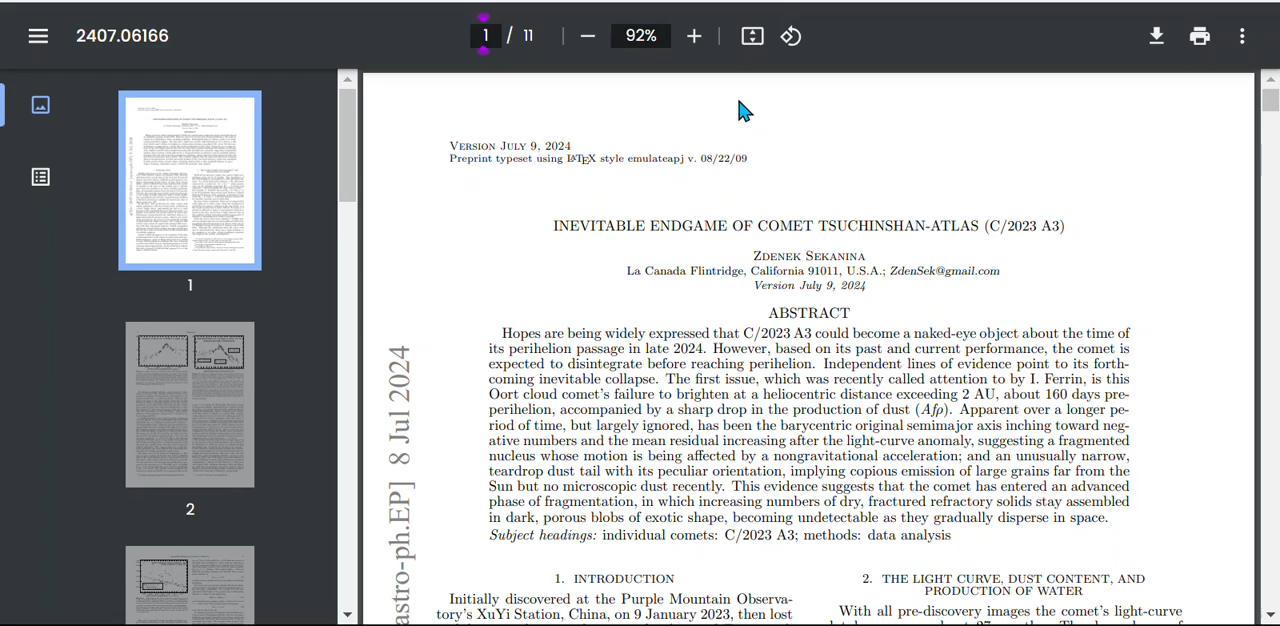 2407.06166
1 / 11
92%
1
2
VERSION JULY 9, 2024
Preprint typeset using LATEX style emulateapj v. 08/22/09
INEVITABLE ENDGAME OF COMET TSUCHINSHAN-ATLAS (C/2023 A3)
ZDENEK SEKANINA
La Canada Flintridge, California 91011, U.S.A.; ZdenSek@gmail.com
Version July 9, 2024
ABSTRACT
Hopes are being widely expressed that C/2023 A3 could become a naked-eye object about the time of
its perihelion passage in late 2024. However, based on its past and current performance, the comet is
expected to disintegrate before reaching perihelion. Independent lines of evidence point to its forth-
coming inevitable collapse. The first issue, which was recently called attention to by I. Ferrin, is this
Oort cloud comet's failure to brighten at a heliocentric distance exceeding 2 AU, about 160 days pre-
perihelion, accompanied by a sharp drop in the production of dust (Afρ). Apparent over a longer pe-
riod of time, but largely ignored, has been the barycentric original semimajor axis inching toward neg-
ative numbers and the mean residual increasing after the light-curve anomaly, suggesting a fragmented
nucleus whose motion is being affected by a nongravitational acceleration; and an unusually narrow,
teardrop dust tail with its peculiar orientation, implying copious emission of large grains far from the
Sun but no microscopic dust recently. This evidence suggests that the comet has entered an advanced
phase of fragmentation, in which increasing numbers of dry, fractured refractory solids stay assembled
in dark, porous blobs of exotic shape, becoming undetectable as they gradually disperse in space.
Subject headings: individual comets: C/2023 A3; methods: data analysis
astro-ph.EP] 8 Jul 2024
1. INTRODUCTION
Initially discovered at the Purple Mountain Observa-
tory's XuYi Station, China, on 9 January 2023, then lost
2. THE LIGHT CURVE, DUST CONTENT, AND
PRODUCTION OF WATER
With all pre-discovery images the comet's light-curve